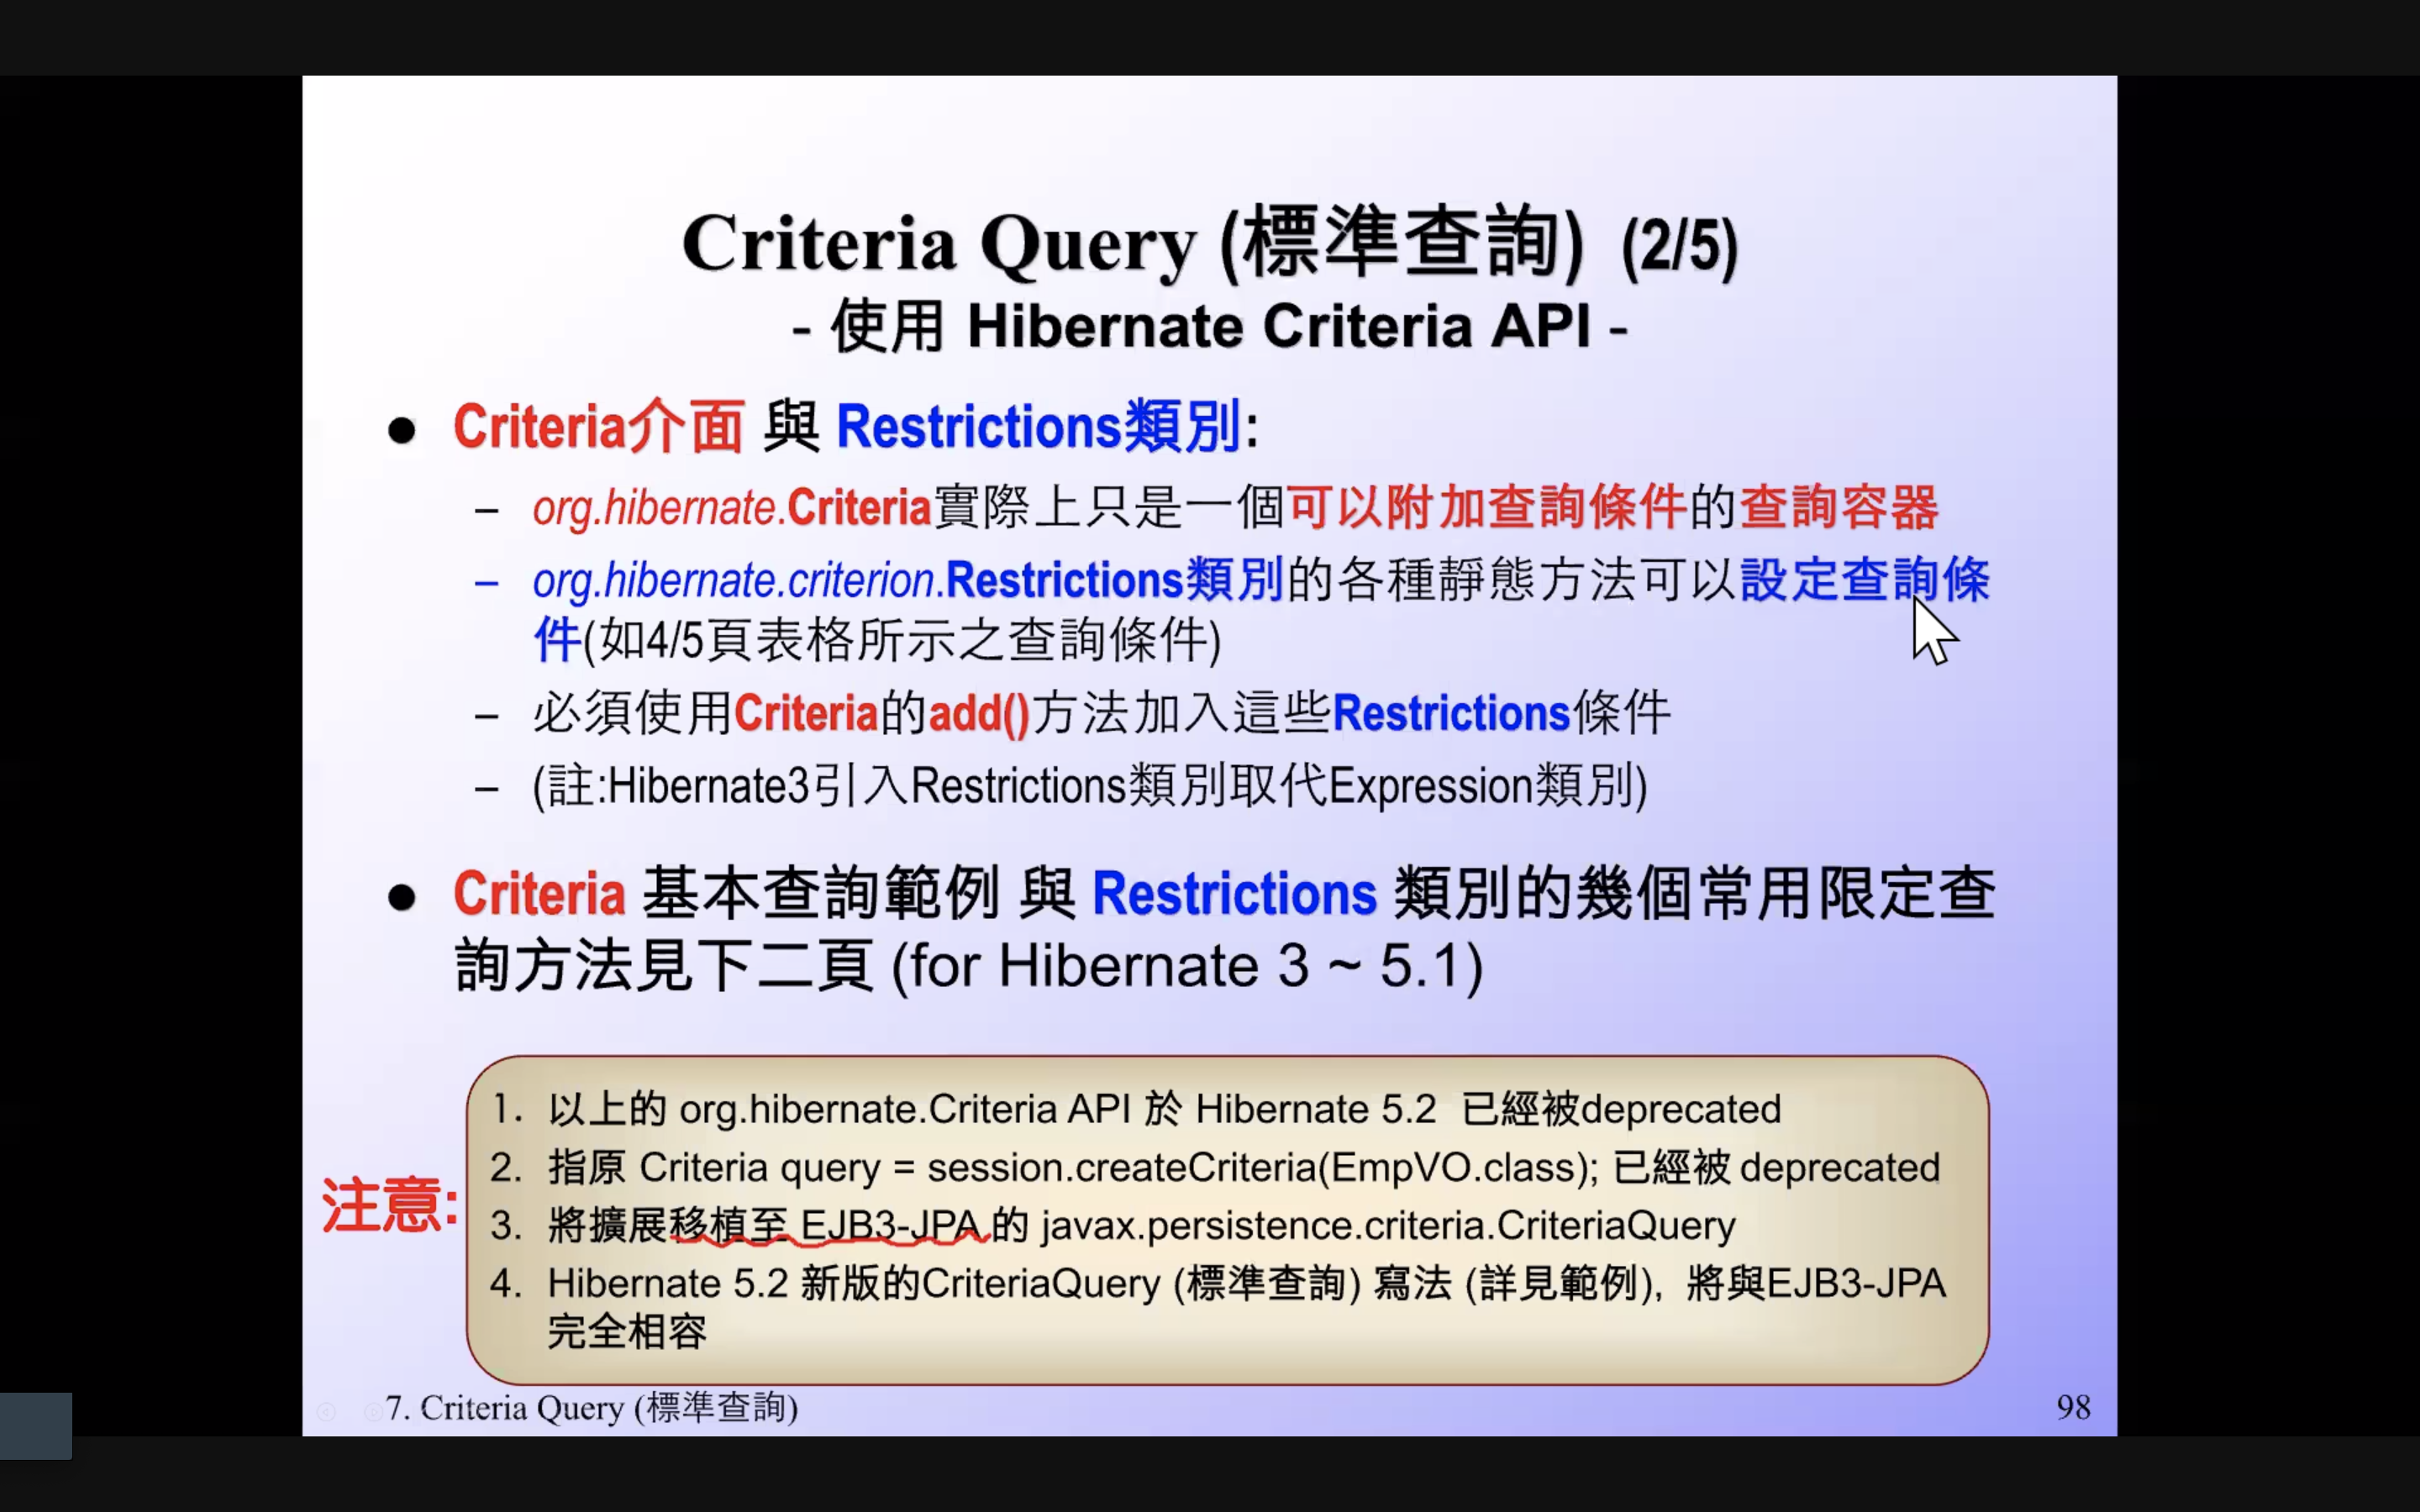 Criteria Query (標準查詢) (2/5)
- 使用 Hibernate Criteria API -
● Criteria介面 與 Restrictions類別:
– org.hibernate.Criteria實際上只是一個可以附加查詢條件的查詢容器
– org.hibernate.criterion.Restrictions類別的各種靜態方法可以設定查詢條
件(如4/5頁表格所示之查詢條件)
– 必須使用Criteria的add()方法加入這些Restrictions條件
– (註:Hibernate3引入Restrictions類別取代Expression類別)
● Criteria 基本查詢範例 與 Restrictions 類別的幾個常用限定查
詢方法見下二頁 (for Hibernate 3 ~ 5.1)
注意:
1. 以上的 org.hibernate.Criteria API 於 Hibernate 5.2 已經被deprecated
2. 指原 Criteria query = session.createCriteria(EmpVO.class); 已經被 deprecated
3. 將擴展移植至 EJB3-JPA 的 javax.persistence.criteria.CriteriaQuery
4. Hibernate 5.2 新版的CriteriaQuery (標準查詢) 寫法 (詳見範例), 將與EJB3-JPA
完全相容
7. Criteria Query (標準查詢)
98